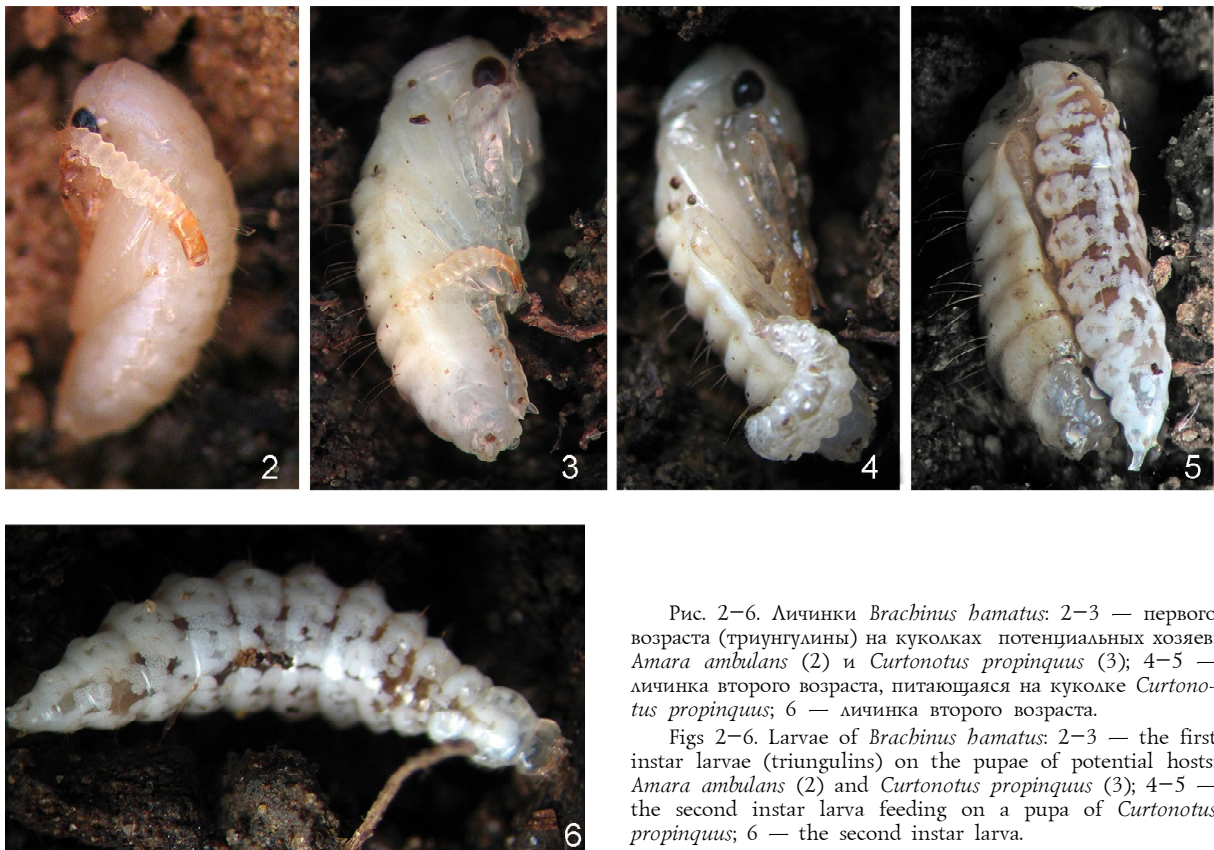 2
3
4
5
6
Рис. 2−6. Личинки Brachinus hamatus: 2−3 — первого
возраста (триунгулины) на куколках потенциальных хозяев
Amara ambulans (2) и Curtonotus propinquus (3); 4−5 —
личинка второго возраста, питающаяся на куколке Curtono-
tus propinquus; 6 — личинка второго возраста.
Figs 2−6. Larvae of Brachinus hamatus: 2−3 — the first
instar larvae (triungulins) on the pupae of potential hosts
Amara ambulans (2) and Curtonotus propinquus (3); 4−5 —
the second instar larva feeding on a pupa of Curtonotus
propinquus; 6 — the second instar larva.